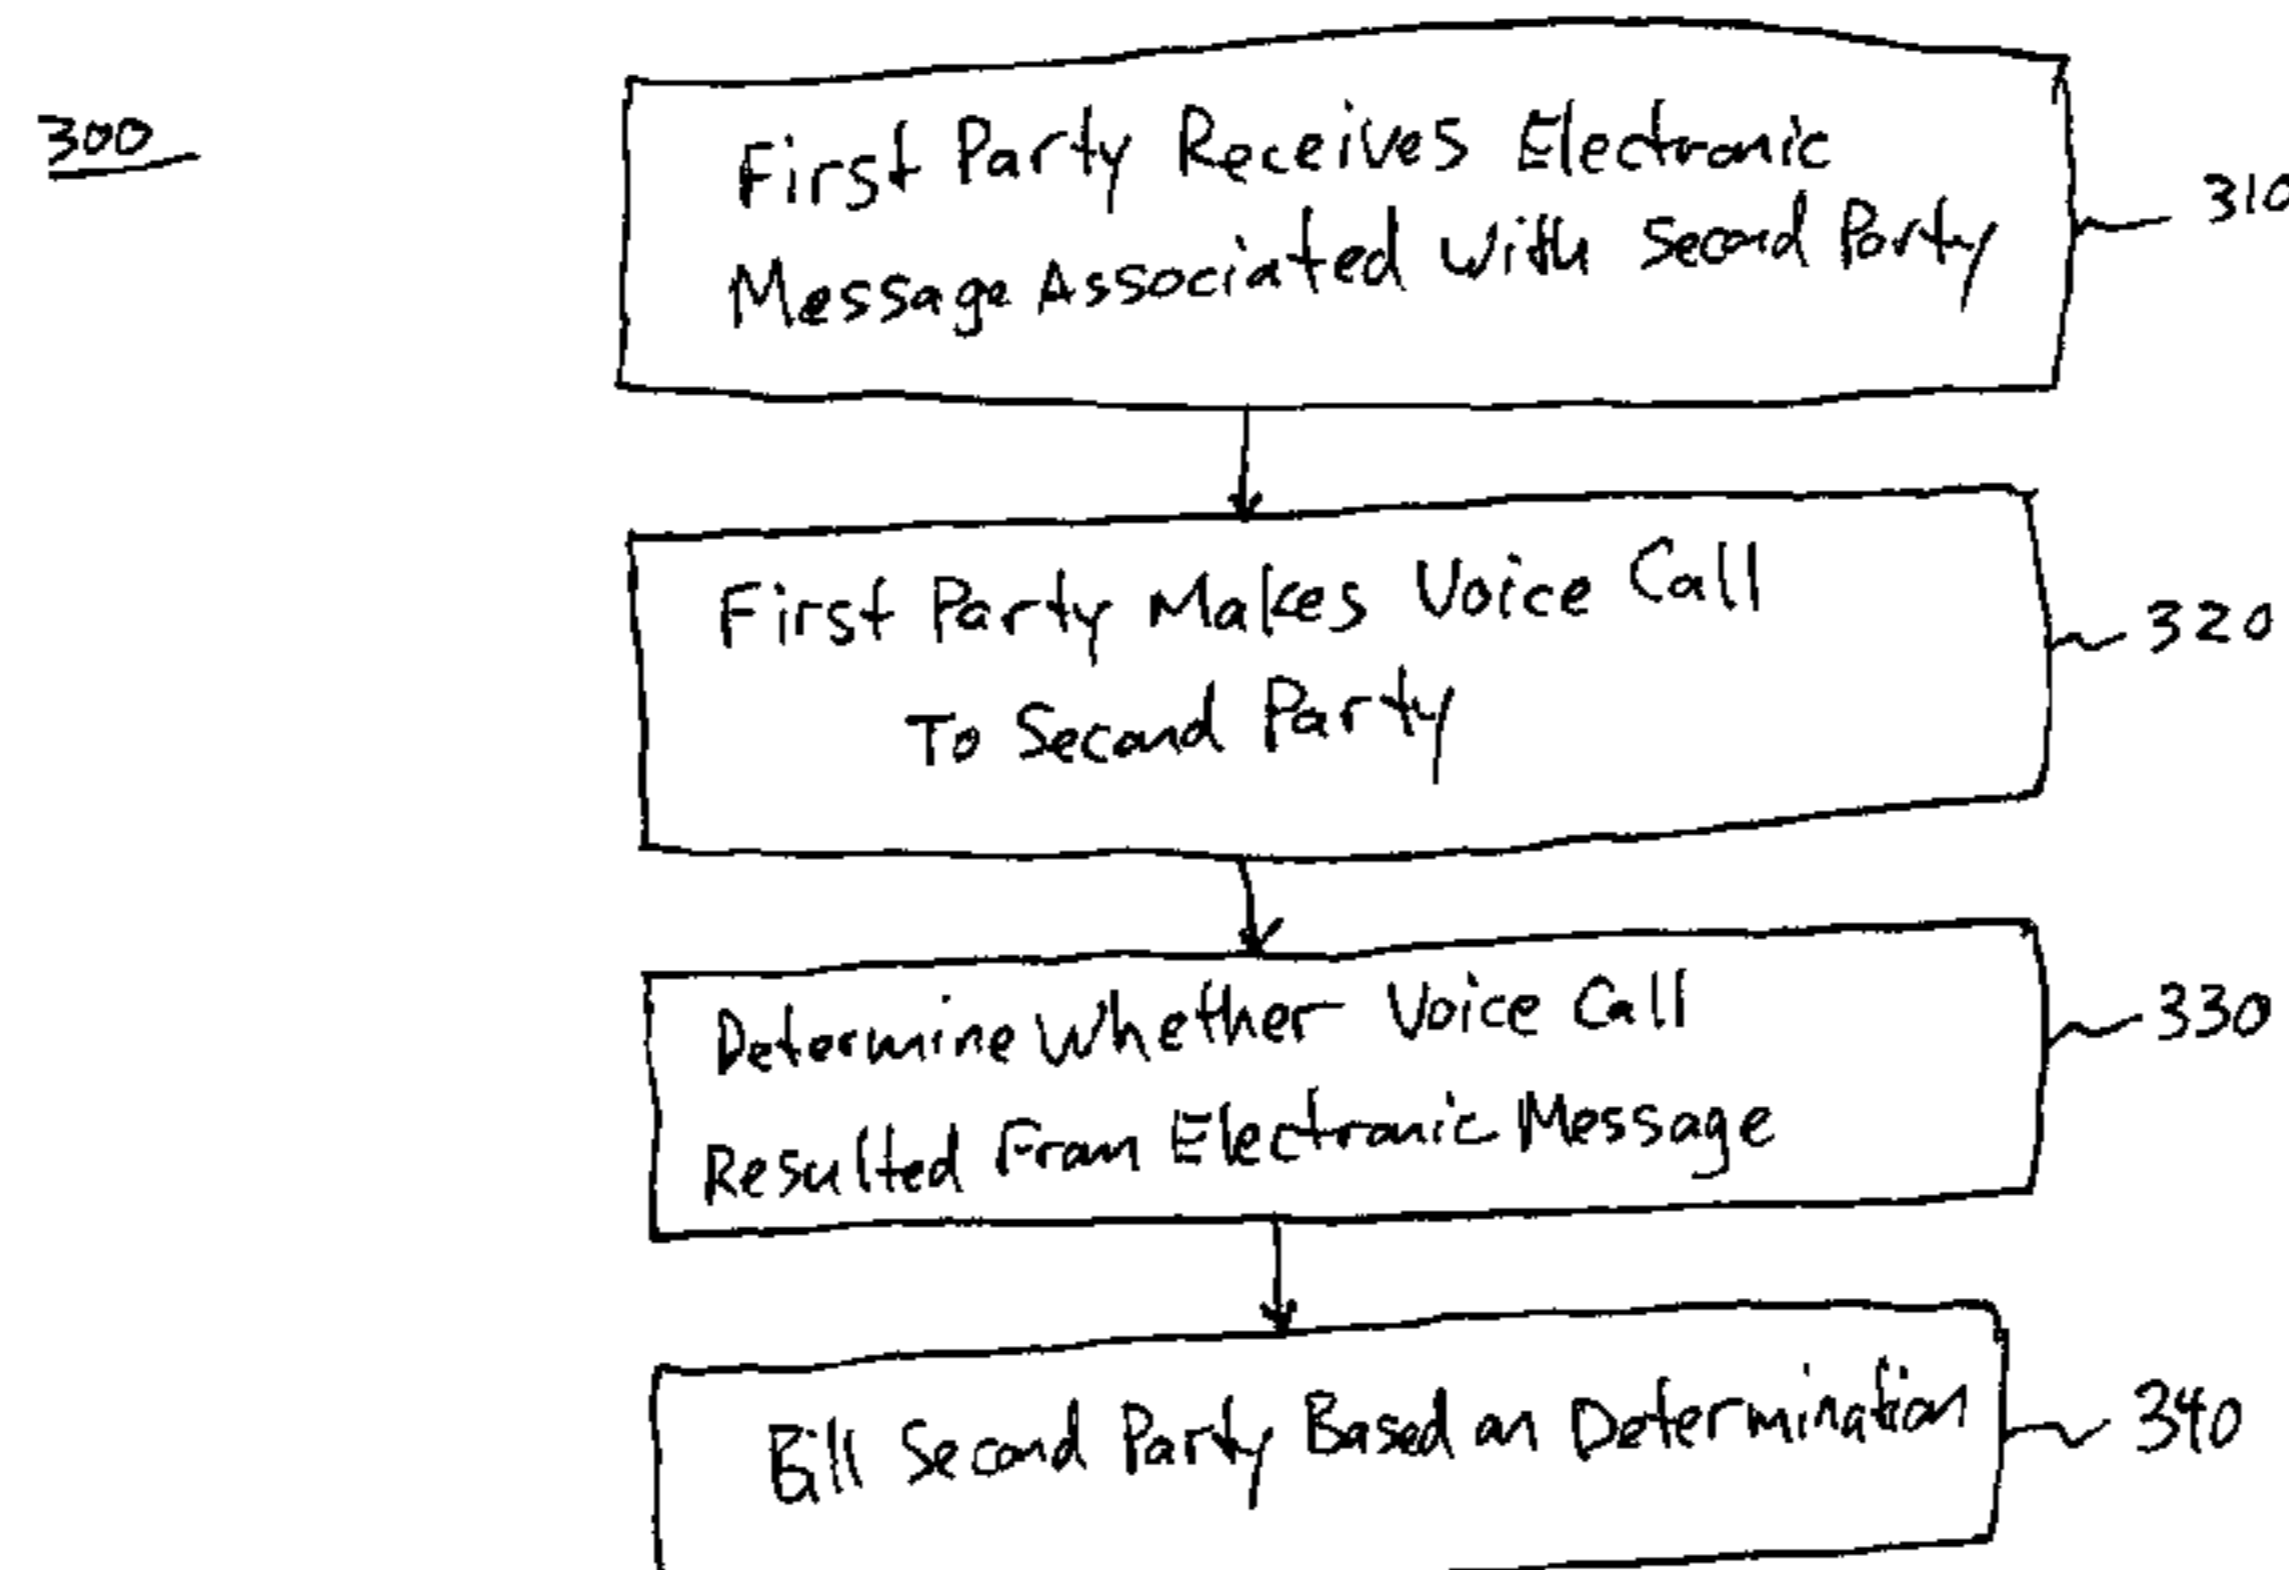 300
First Party Receives Electronic
Message Associated With Second Party
310
First Party Makes Voice Call
To Second Party
320
Determine Whether Voice Call
Resulted From Electronic Message
330
Bill Second Party Based on Determination
340